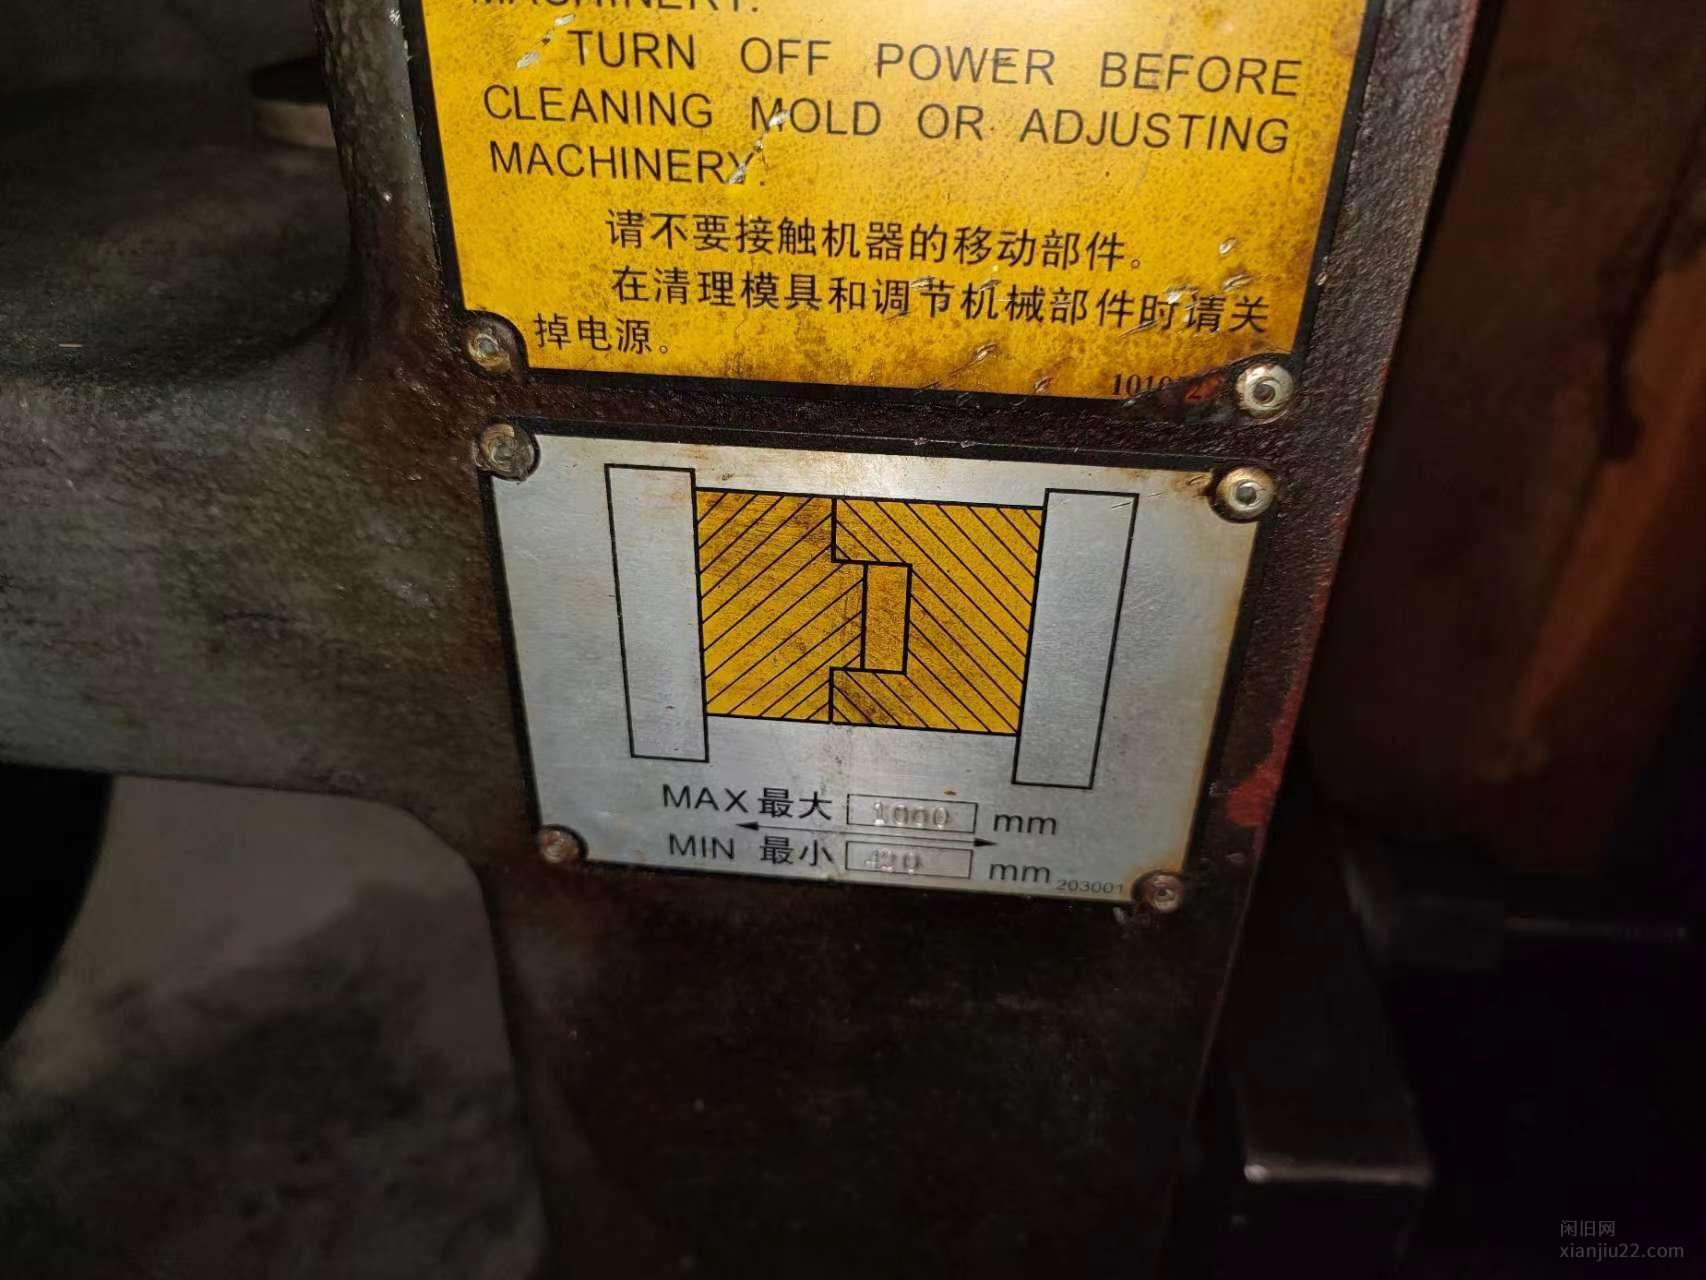 MACHINERY.
TURN OFF POWER BEFORE
CLEANING MOLD OR ADJUSTING
MACHINERY.
请不要接触机器的移动部件。
在清理模具和调节机械部件时请关
掉电源。
MAX 最大 1000 mm
MIN 最小 mm
203001
闲旧网
xianjiu22.com